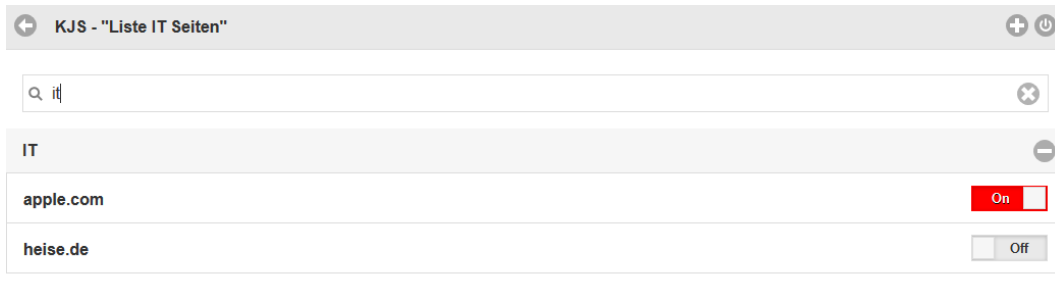 KJS - "Liste IT Seiten"
it
IT
apple.com On
heise.de Off